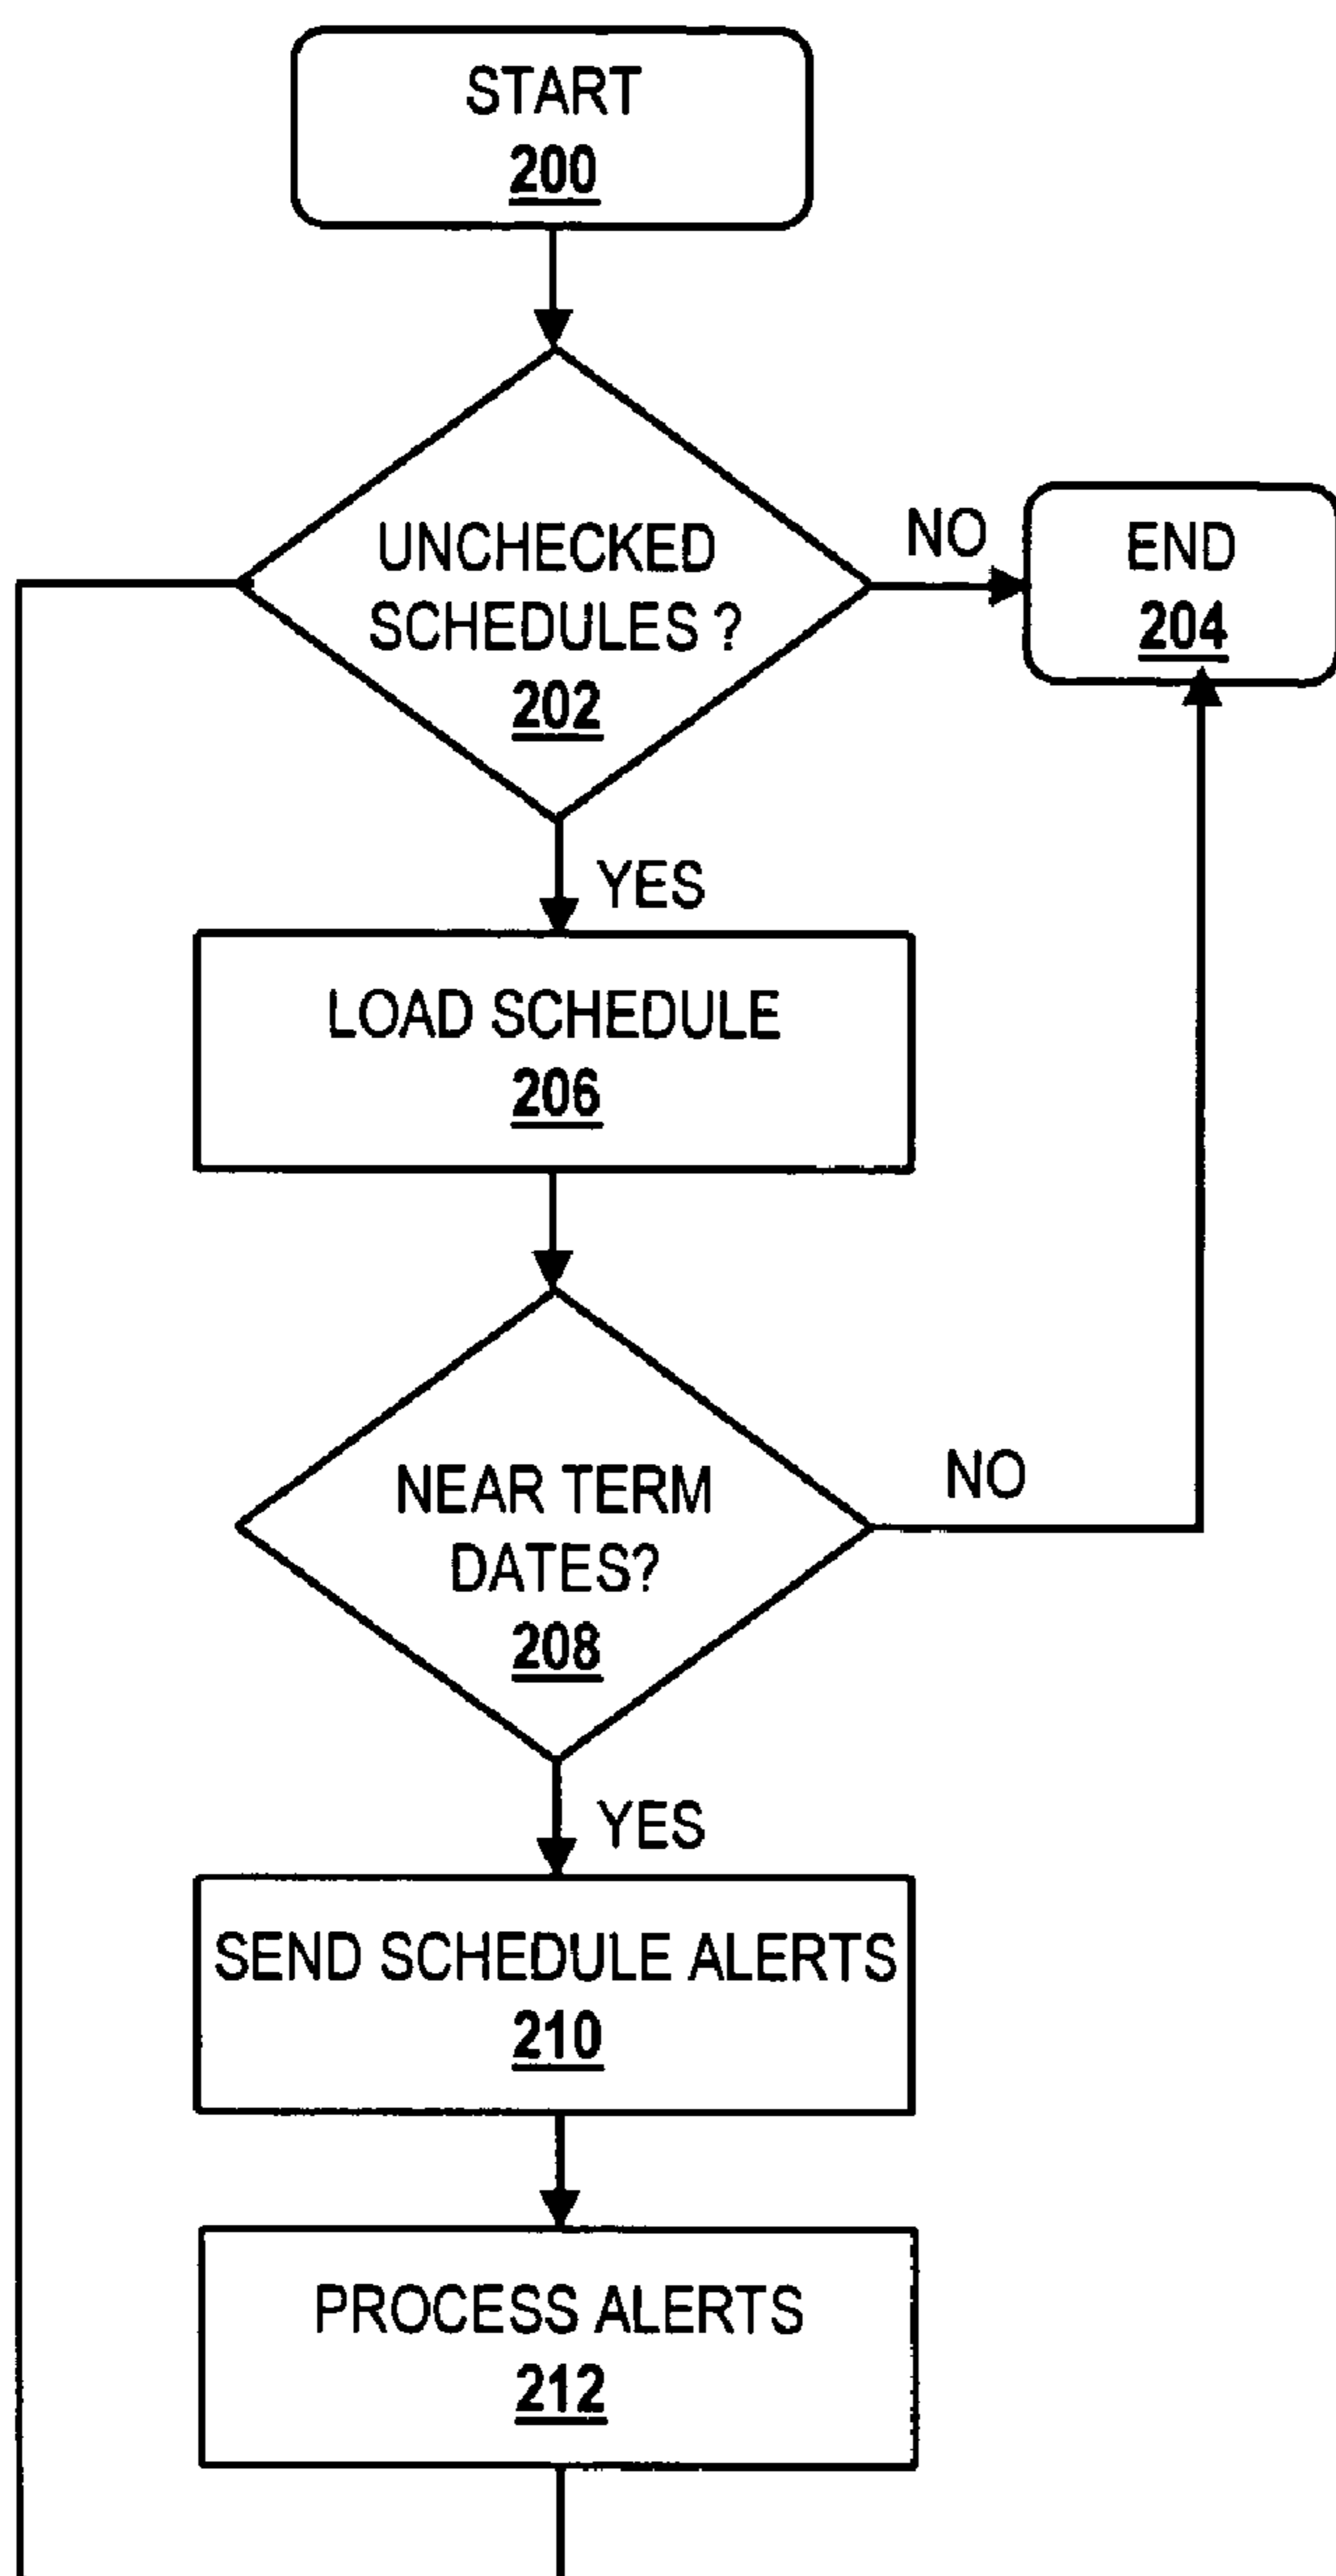 START
200
UNCHECKED
SCHEDULES ?
202
NO
END
204
YES
LOAD SCHEDULE
206
NEAR TERM
DATES?
208
NO
YES
SEND SCHEDULE ALERTS
210
PROCESS ALERTS
212